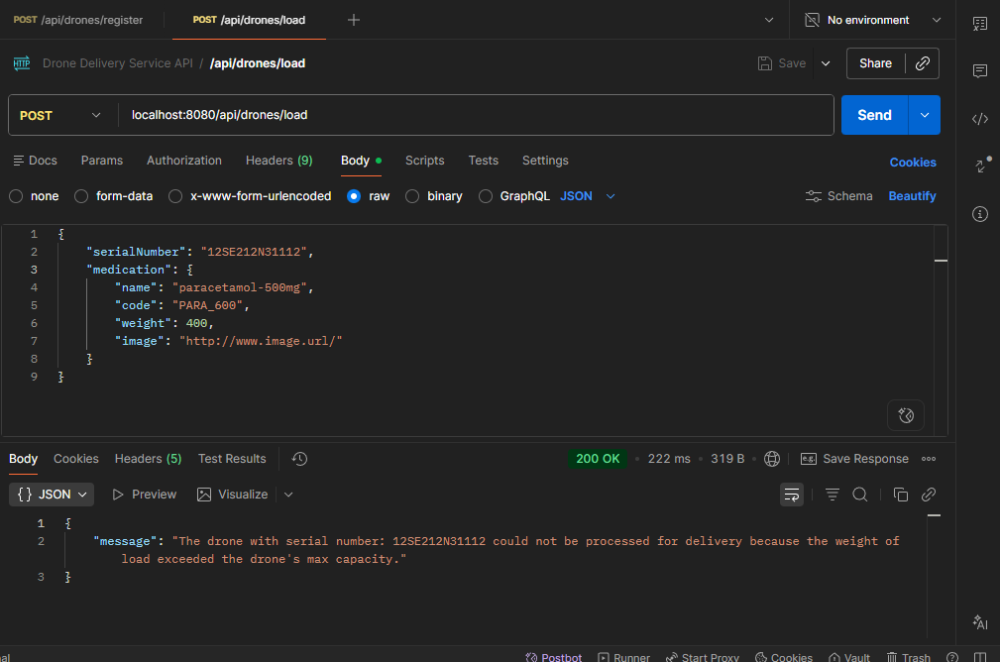 POST /api/drones/register
POST /api/drones/load
No environment
HTTP Drone Delivery Service API / /api/drones/load
Save
Share
POST
localhost:8080/api/drones/load
Send
Docs Params Authorization Headers (9) Body Scripts Tests Settings
Cookies
none form-data x-www-form-urlencoded raw binary GraphQL JSON
Schema Beautify
1 {
2 "serialNumber": "12SE212N31112",
3 "medication": {
4 "name": "paracetamol-500mg",
5 "code": "PARA_600",
6 "weight": 400,
7 "image": "http://www.image.url/"
8 }
9 }
Body Cookies Headers (5) Test Results
200 OK • 222 ms • 319 B • e.g. Save Response
{} JSON Preview Visualize
1 {
2 "message": "The drone with serial number: 12SE212N31112 could not be processed for delivery because the weight of
load exceeded the drone's max capacity."
3 }
AI
al Postbot Runner Start Proxy Cookies Vault Trash